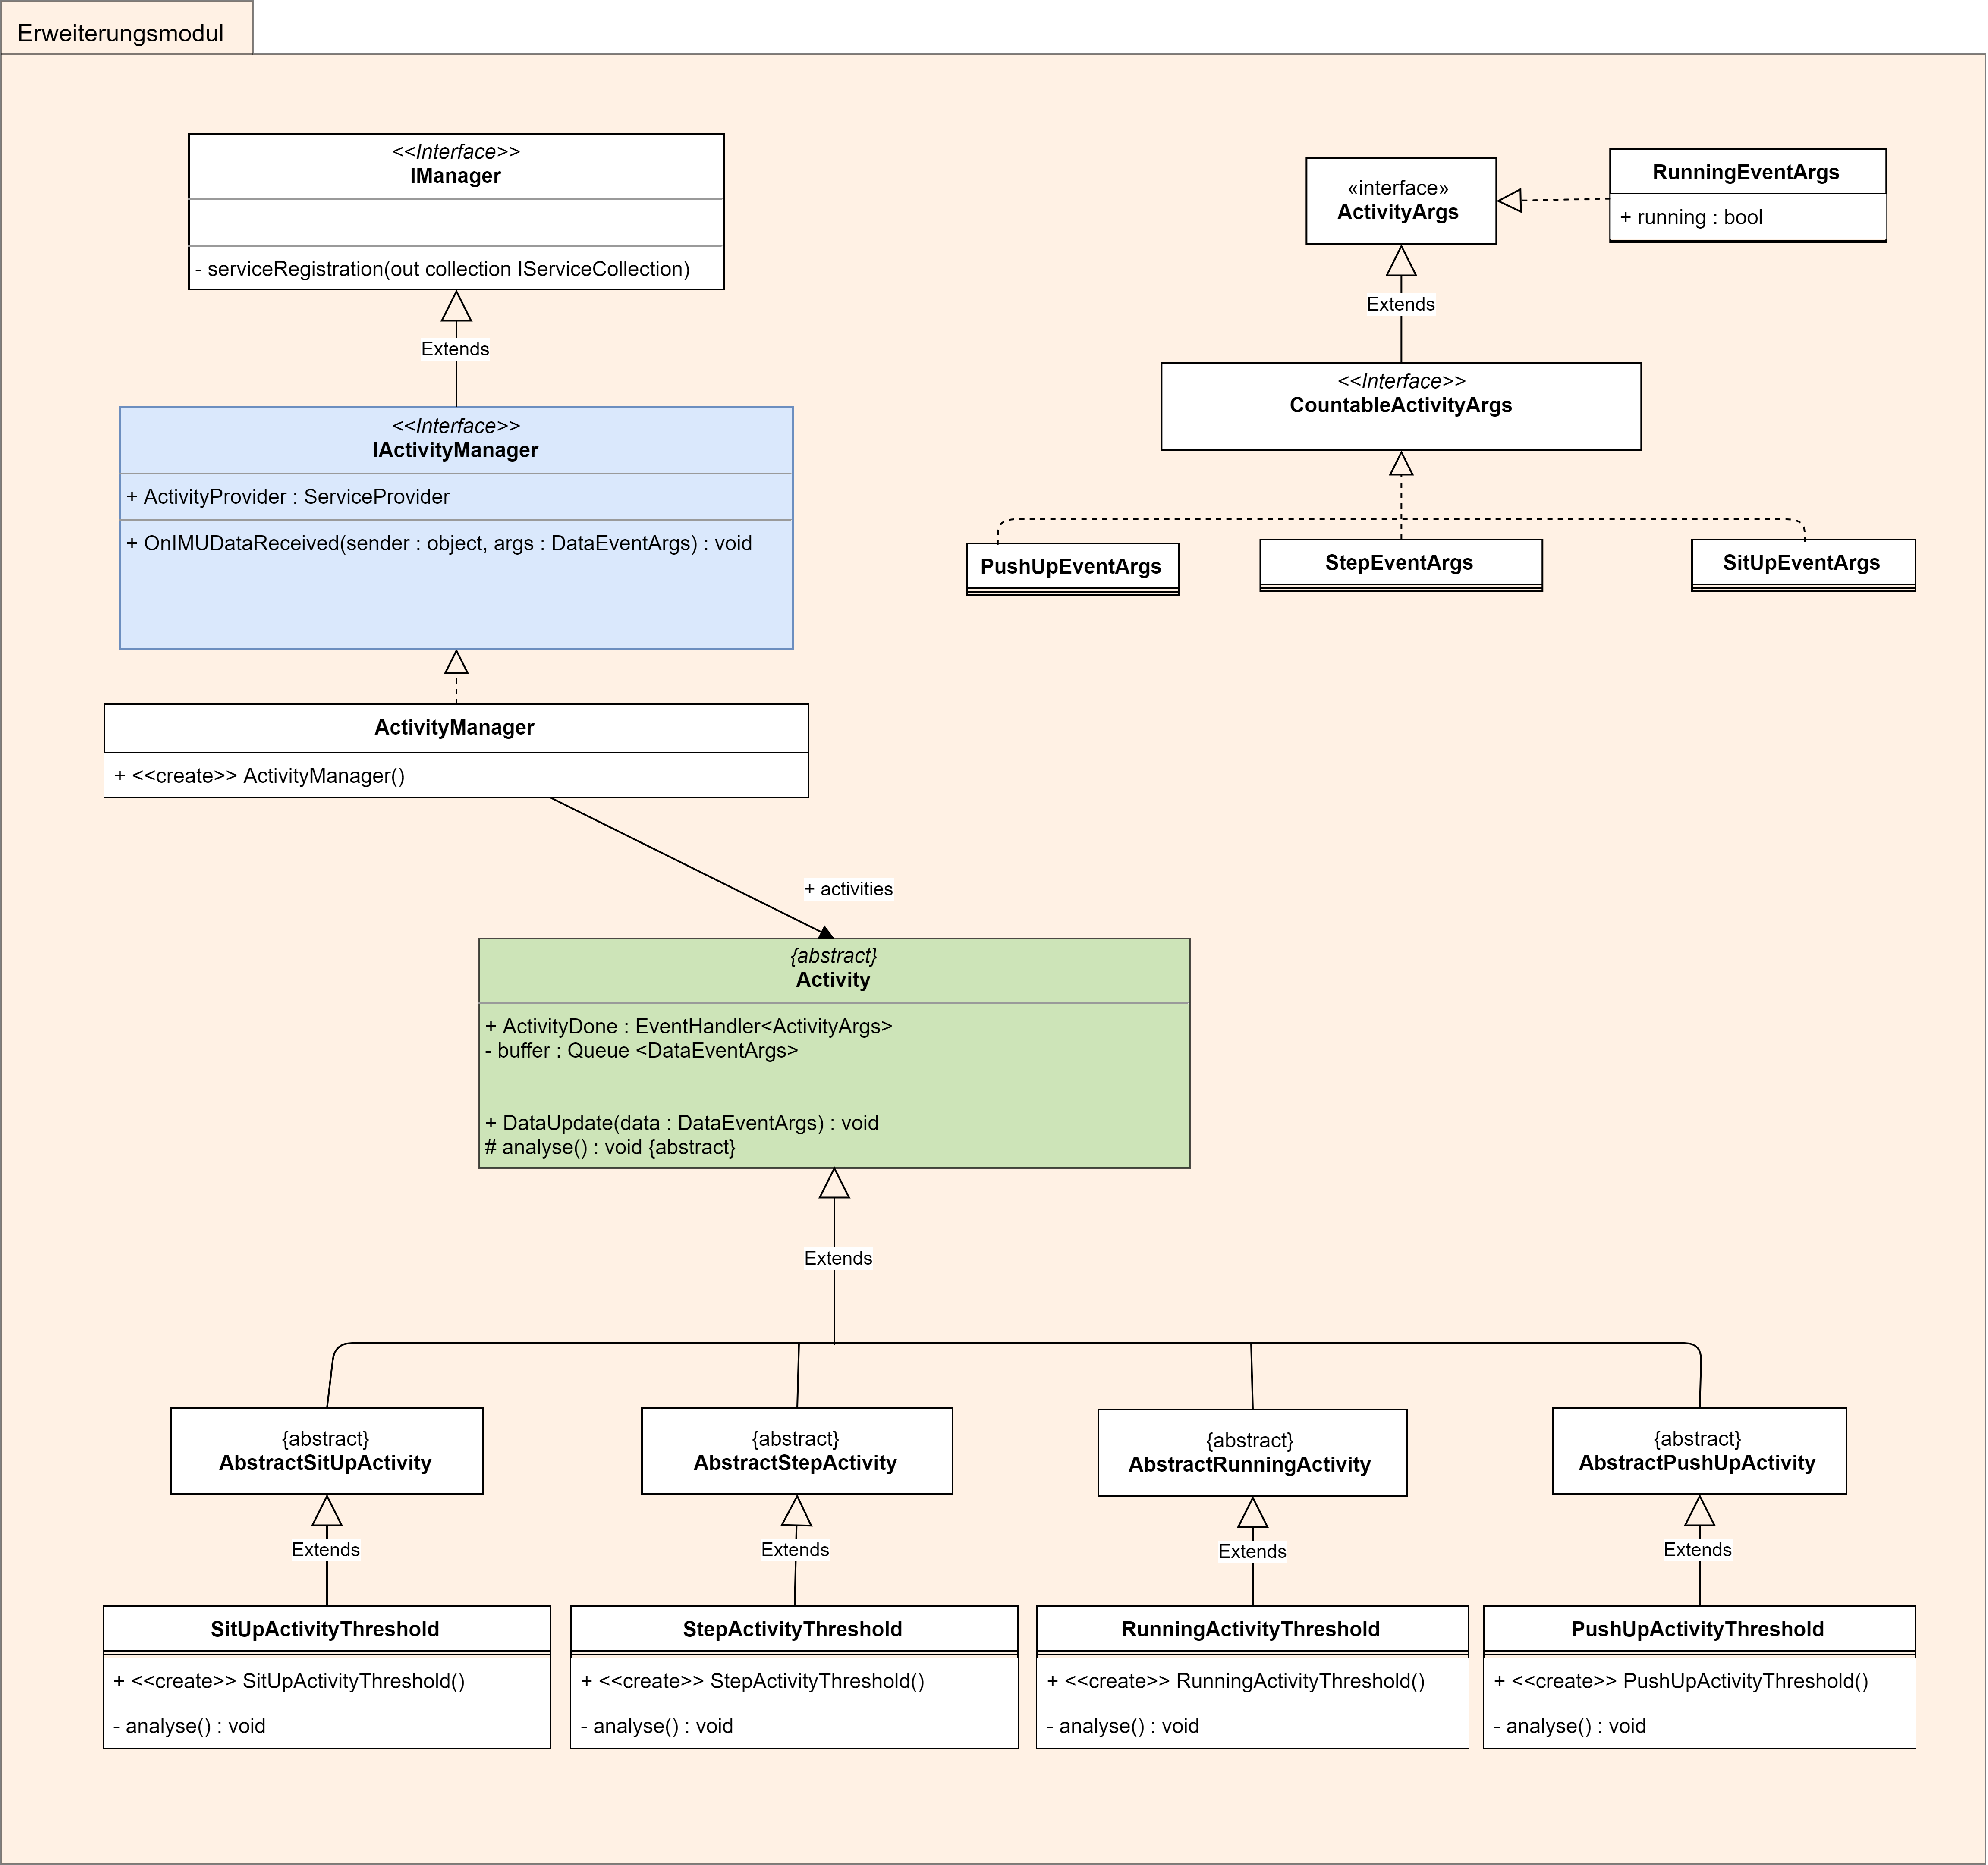 Erweiterungsmodul
<<Interface>>
IManager
- serviceRegistration(out collection IServiceCollection)
Extends
<<Interface>>
IActivityManager
+ ActivityProvider : ServiceProvider
+ OnIMUDataReceived(sender : object, args : DataEventArgs) : void
ActivityManager
+ <<create>> ActivityManager()
«interface»
ActivityArgs
RunningEventArgs
+ running : bool
Extends
<<Interface>>
CountableActivityArgs
PushUpEventArgs
StepEventArgs
SitUpEventArgs
+ activities
{abstract}
Activity
+ ActivityDone : EventHandler<ActivityArgs>
- buffer : Queue <DataEventArgs>
+ DataUpdate(data : DataEventArgs) : void
# analyse() : void {abstract}
Extends
{abstract}
AbstractSitUpActivity
{abstract}
AbstractStepActivity
{abstract}
AbstractRunningActivity
{abstract}
AbstractPushUpActivity
Extends
Extends
Extends
Extends
SitUpActivityThreshold
+ <<create>> SitUpActivityThreshold()
- analyse() : void
StepActivityThreshold
+ <<create>> StepActivityThreshold()
- analyse() : void
RunningActivityThreshold
+ <<create>> RunningActivityThreshold()
- analyse() : void
PushUpActivityThreshold
+ <<create>> PushUpActivityThreshold()
- analyse() : void